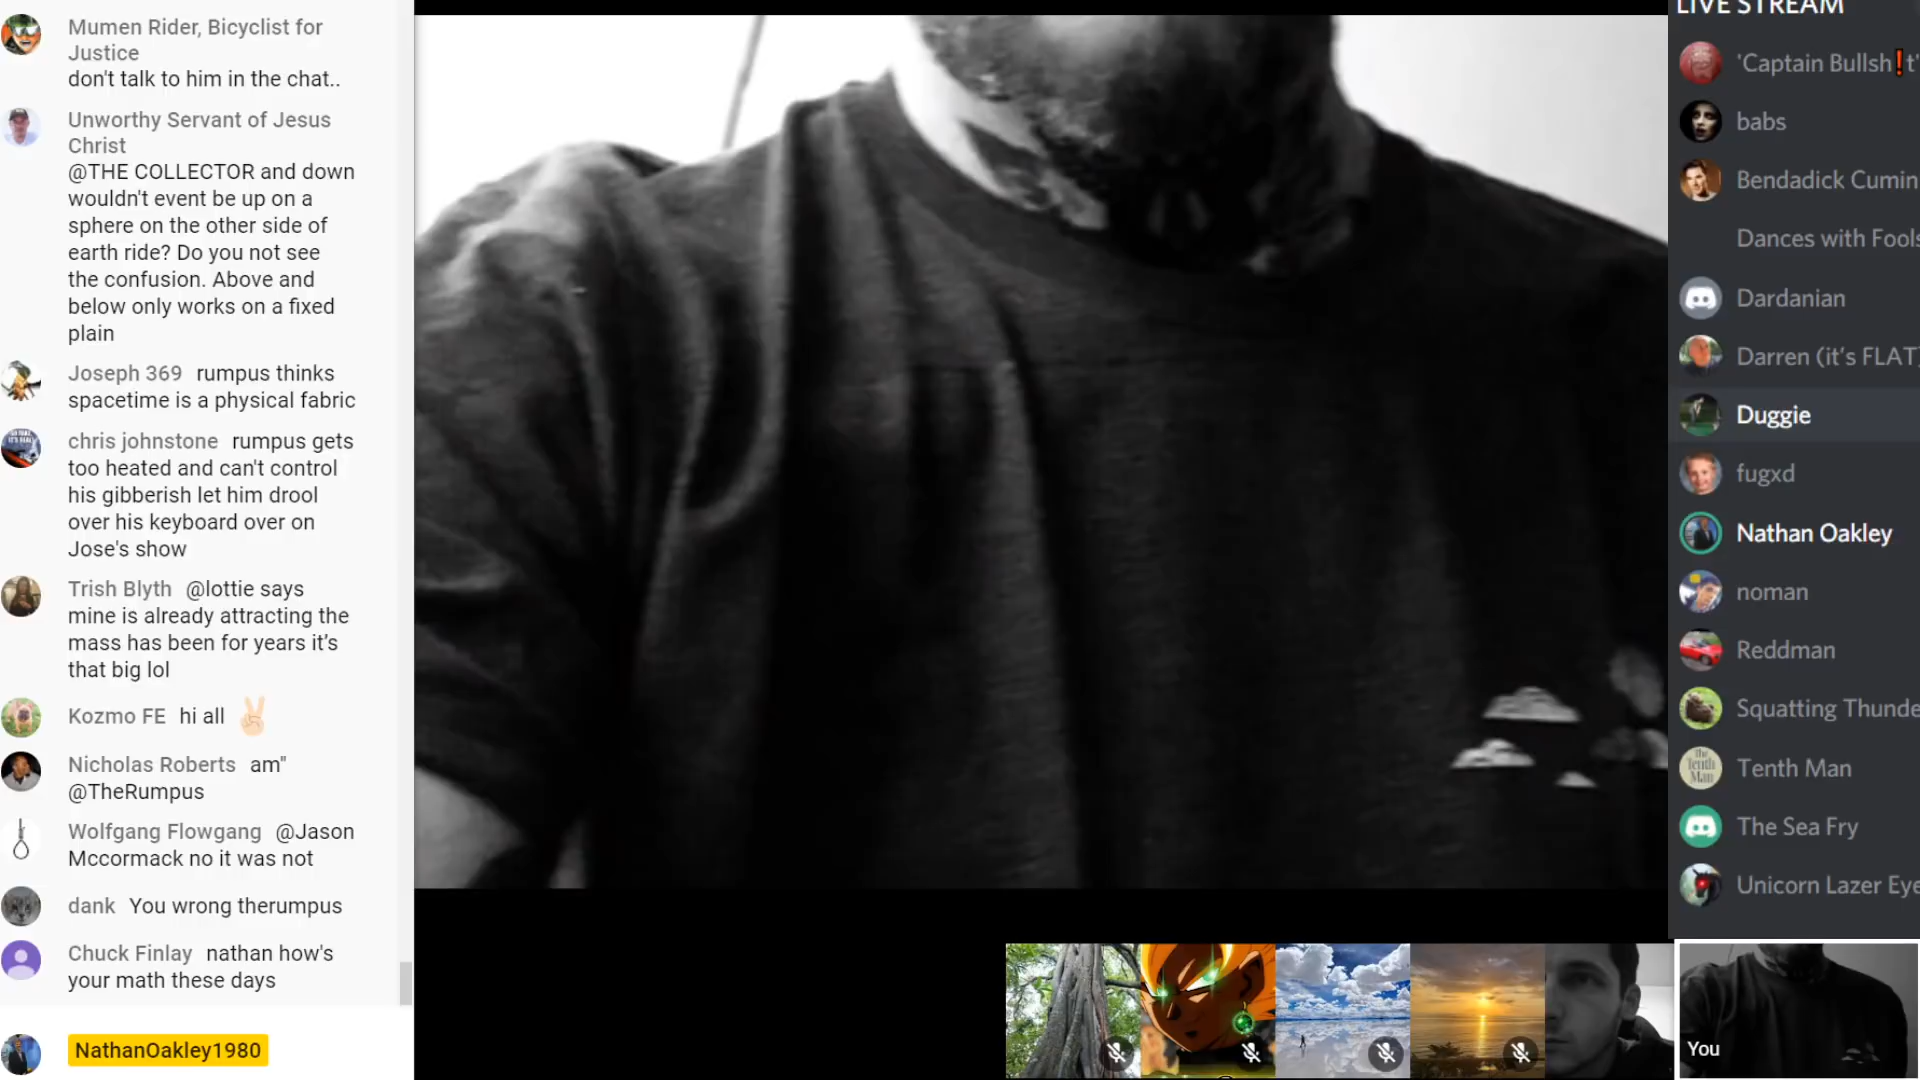 Mumen Rider, Bicyclist for
Justice
don't talk to him in the chat..
Unworthy Servant of Jesus
Christ
@THE COLLECTOR and down
wouldn't event be up on a
sphere on the other side of
earth ride? Do you not see
the confusion. Above and
below only works on a fixed
plain
Joseph 369 rumpus thinks
spacetime is a physical fabric
chris johnstone rumpus gets
too heated and can't control
his gibberish let him drool
over his keyboard over on
Jose's show
Trish Blyth @lottie says
mine is already attracting the
mass has been for years it’s
that big lol
Kozmo FE hi all ✌🏻
Nicholas Roberts am"
@TheRumpus
Wolfgang Flowgang @Jason
Mccormack no it was not
dank You wrong therumpus
Chuck Finlay nathan how's
your math these days
NathanOakley1980
LIVE STREAM
'Captain Bullsh❗t'
babs
Bendadick Cumin
Dances with Fools
Dardanian
Darren (it’s FLAT)
Duggie
fugxd
Nathan Oakley
noman
Reddman
Squatting Thunde
The Tenth Man
Tenth Man
The Sea Fry
Unicorn Lazer Eye
You